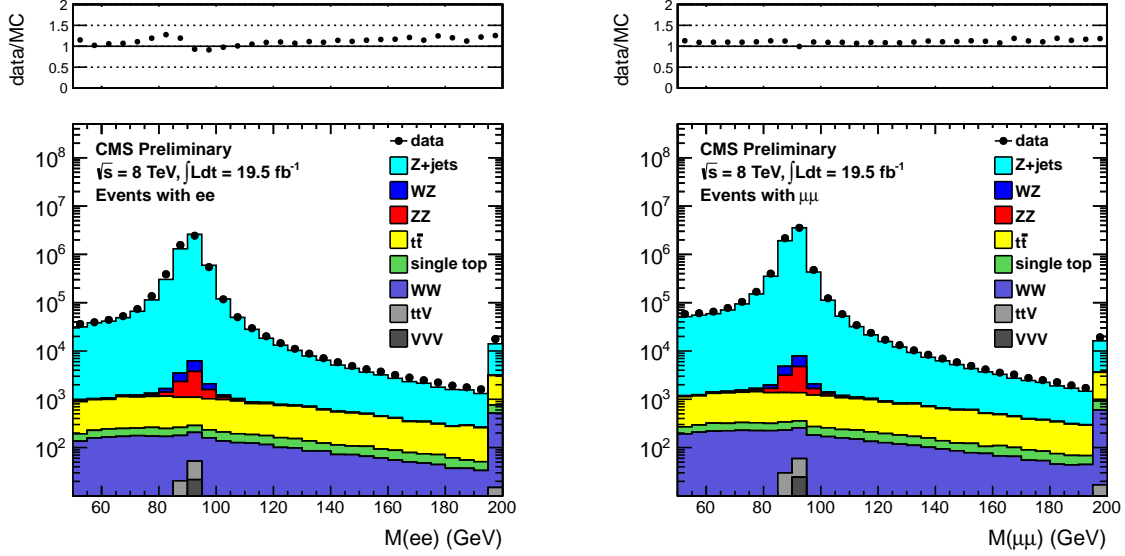 data/MC
2
1.5
1
0.5
0
CMS Preliminary
√s = 8 TeV, ∫Ldt = 19.5 fb⁻¹
Events with ee
data
Z+jets
WZ
ZZ
tt̄
single top
WW
ttV
VVV
10⁸
10⁷
10⁶
10⁵
10⁴
10³
10²
60 80 100 120 140 160 180 200
M(ee) (GeV)
data/MC
2
1.5
1
0.5
0
CMS Preliminary
√s = 8 TeV, ∫Ldt = 19.5 fb⁻¹
Events with μμ
data
Z+jets
WZ
ZZ
tt̄
single top
WW
ttV
VVV
10⁸
10⁷
10⁶
10⁵
10⁴
10³
10²
60 80 100 120 140 160 180 200
M(μμ) (GeV)